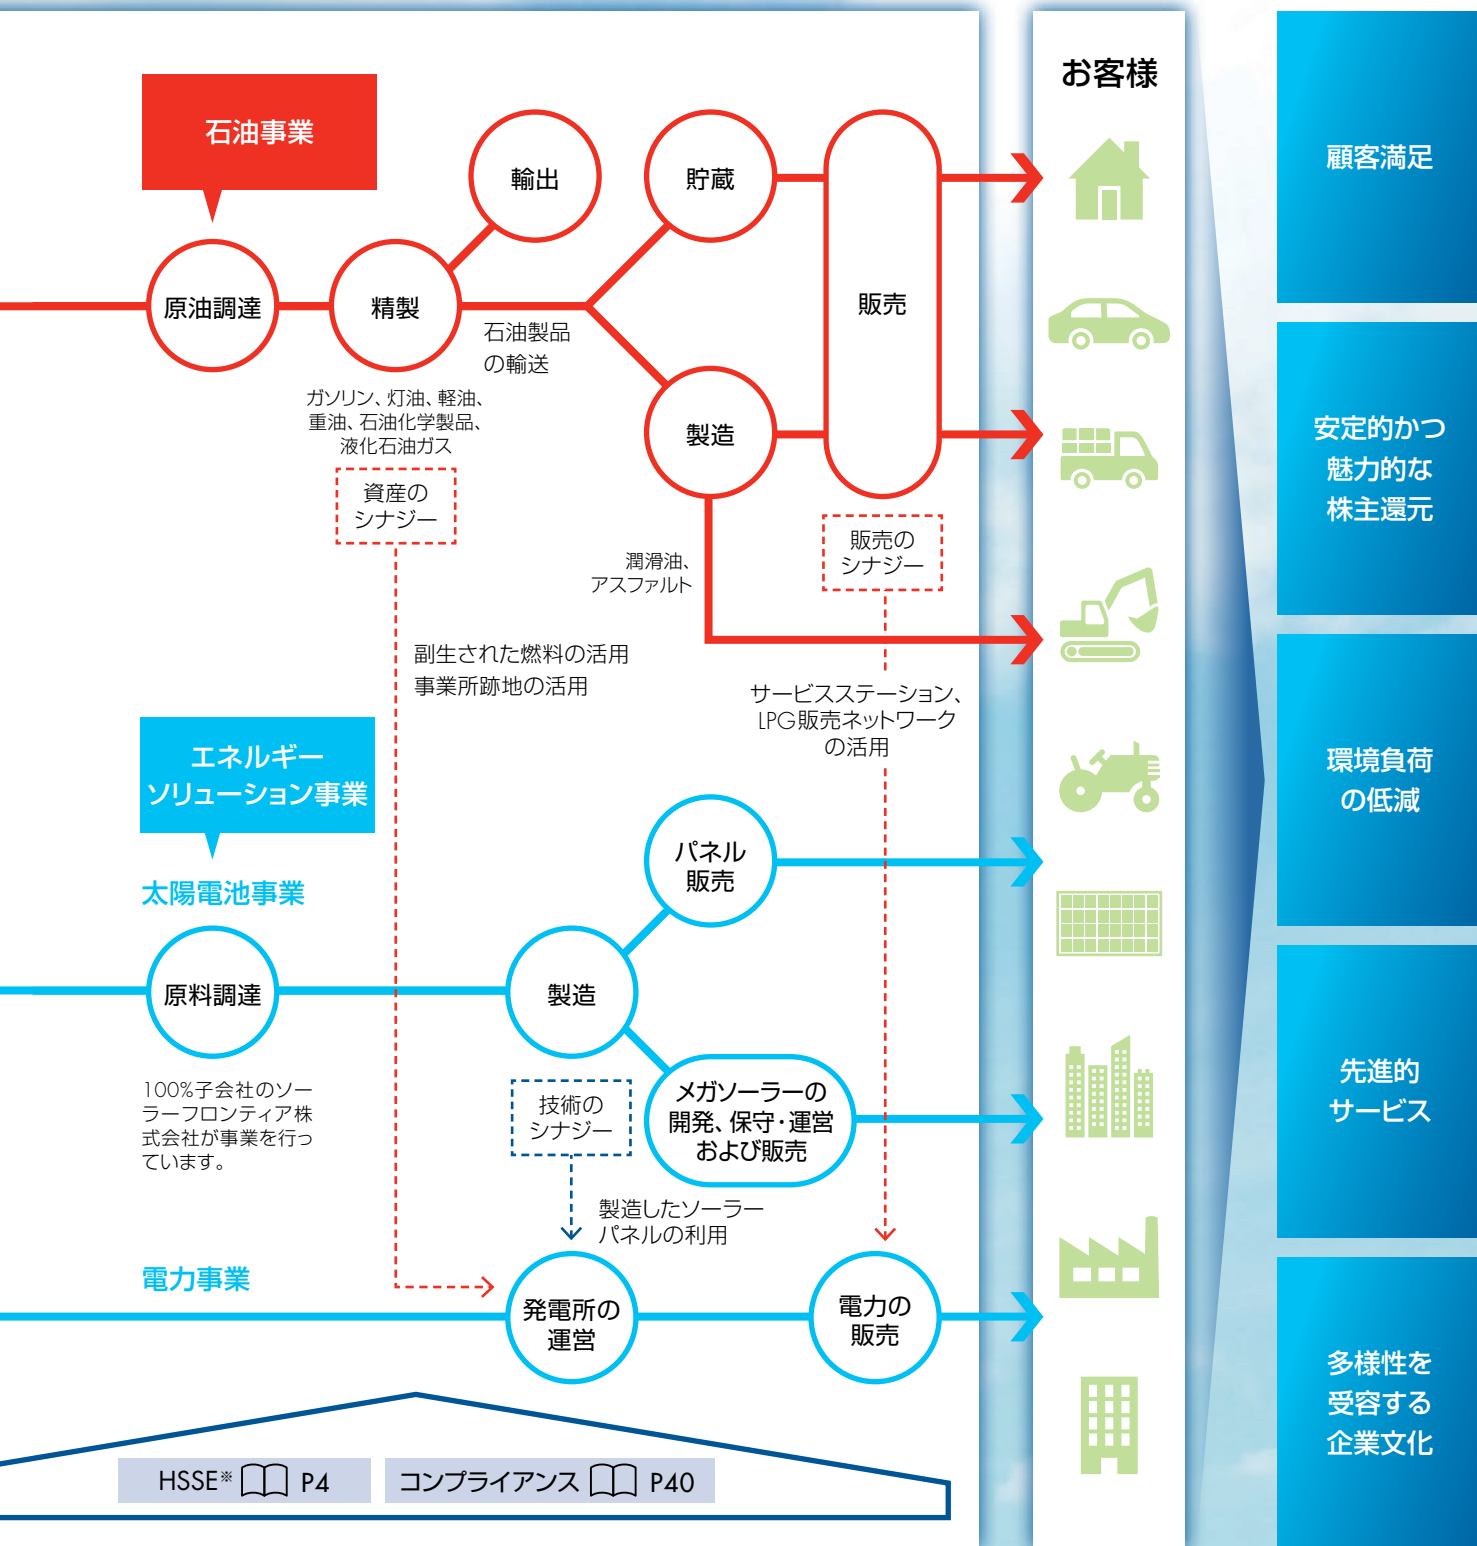 石油事業
原油調達
精製
輸出
貯蔵
販売
石油製品
の輸送
ガソリン、灯油、軽油、
重油、石油化学製品、
液化石油ガス
製造
資産の
シナジー
販売の
シナジー
潤滑油、
アスファルト
副生された燃料の活用
事業所跡地の活用
サービスステーション、
LPG販売ネットワーク
の活用
エネルギー
ソリューション事業
太陽電池事業
原料調達
100%子会社のソー
ラーフロンティア株
式会社が事業を行っ
ています。
製造
パネル
販売
メガソーラーの
開発、保守・運営
および販売
技術の
シナジー
製造したソーラー
パネルの利用
電力事業
発電所の
運営
電力の
販売
HSSE※ P4
コンプライアンス P40
お客様
顧客満足
安定的かつ
魅力的な
株主還元
環境負荷
の低減
先進的
サービス
多様性を
受容する
企業文化